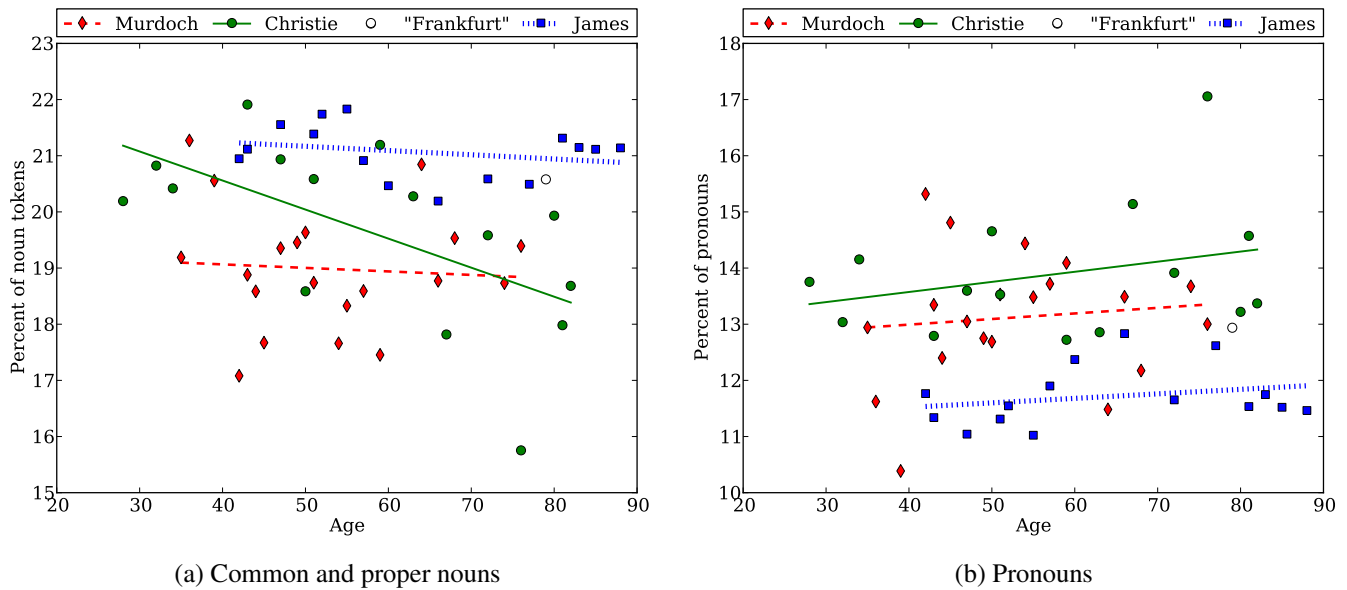 Murdoch Christie "Frankfurt" James
23
22
21
20
19
18
17
16
15
Percent of noun tokens
20 30 40 50 60 70 80 90
Age
(a) Common and proper nouns
Murdoch Christie "Frankfurt" James
18
17
16
15
14
13
12
11
10
Percent of pronouns
20 30 40 50 60 70 80 90
Age
(b) Pronouns